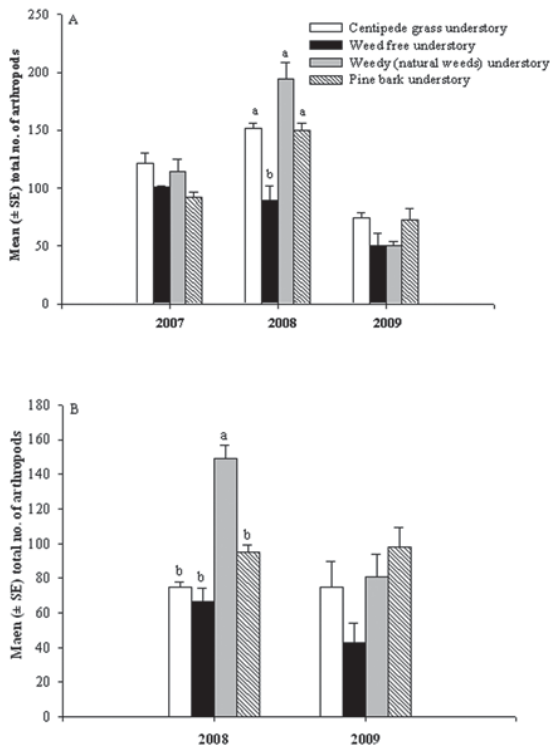 A
Centipede grass understory
Weed free understory
Weedy (natural weeds) understory
Pine bark understory
Mean (± SE) total no. of arthropods
250
200
150
100
50
0
a
a
b
a
2007
2008
2009
B
Maen (± SE) total no. of arthropods
180
160
140
120
100
80
60
40
20
0
a
b
b
b
2008
2009